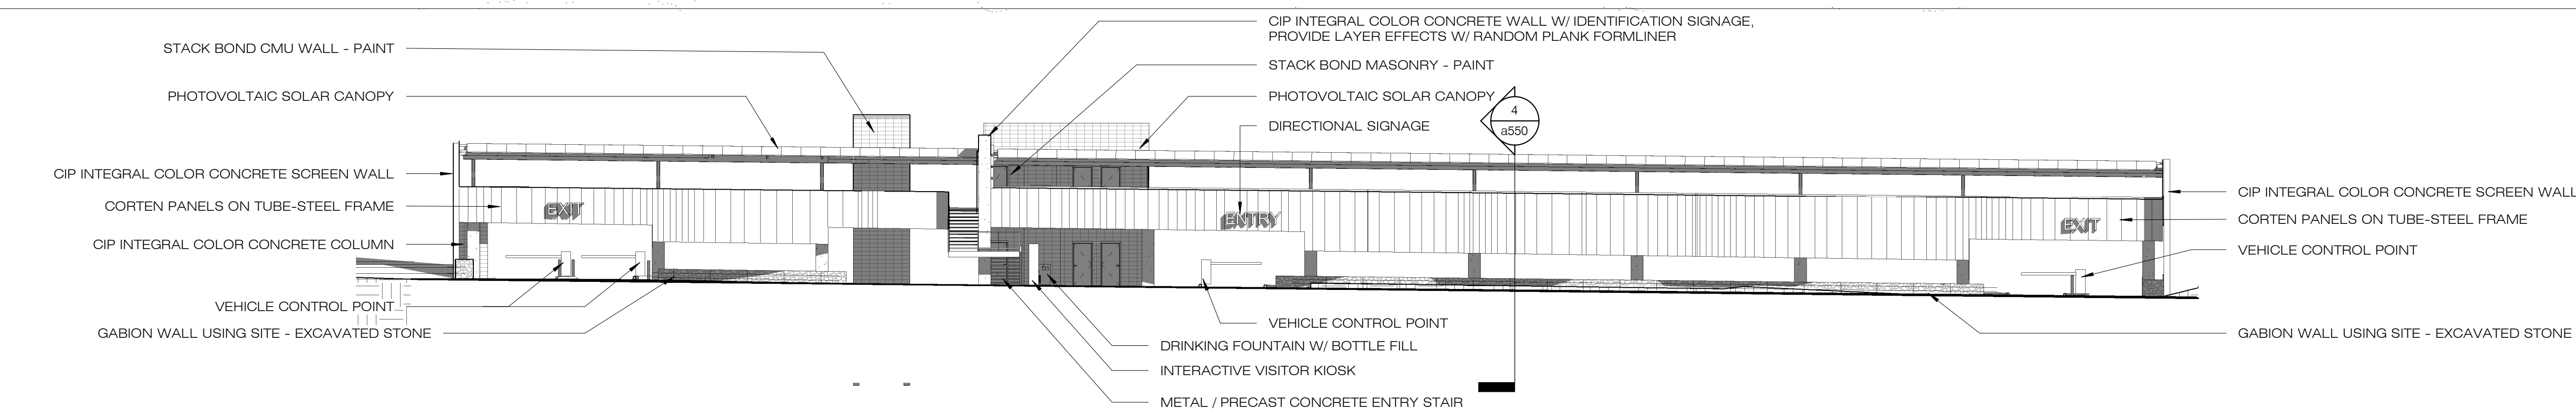 STACK BOND CMU WALL - PAINT
PHOTOVOLTAIC SOLAR CANOPY
CIP INTEGRAL COLOR CONCRETE SCREEN WALL
CORTEN PANELS ON TUBE-STEEL FRAME
CIP INTEGRAL COLOR CONCRETE COLUMN
VEHICLE CONTROL POINT
GABION WALL USING SITE - EXCAVATED STONE
CIP INTEGRAL COLOR CONCRETE WALL W/ IDENTIFICATION SIGNAGE,
PROVIDE LAYER EFFECTS W/ RANDOM PLANK FORMLINER
STACK BOND MASONRY - PAINT
PHOTOVOLTAIC SOLAR CANOPY
DIRECTIONAL SIGNAGE
4
a550
EXIT
ENTRY
EXIT
VEHICLE CONTROL POINT
DRINKING FOUNTAIN W/ BOTTLE FILL
INTERACTIVE VISITOR KIOSK
METAL / PRECAST CONCRETE ENTRY STAIR
CIP INTEGRAL COLOR CONCRETE SCREEN WALL
CORTEN PANELS ON TUBE-STEEL FRAME
VEHICLE CONTROL POINT
GABION WALL USING SITE - EXCAVATED STONE